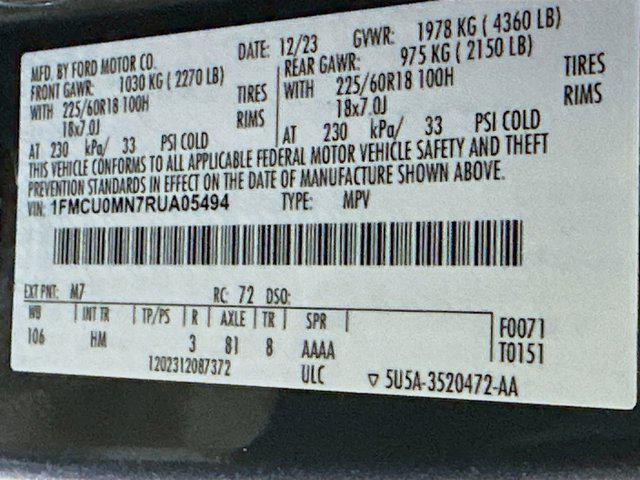 MFD. BY FORD MOTOR CO. DATE: 12/23 GVWR: 1978 KG ( 4360 LB)
FRONT GAWR: 1030 KG ( 2270 LB) REAR GAWR: 975 KG ( 2150 LB)
WITH 225/60R18 100H TIRES WITH 225/60R18 100H TIRES
18x7.0J RIMS 18x7.0J RIMS
AT 230 kPa/ 33 PSI COLD AT 230 kPa/ 33 PSI COLD
THIS VEHICLE CONFORMS TO ALL APPLICABLE FEDERAL MOTOR VEHICLE SAFETY AND THEFT
PREVENTION STANDARDS IN EFFECT ON THE DATE OF MANUFACTURE SHOWN ABOVE.
VIN: 1FMCU0MN7RUA05494 TYPE: MPV
EXT PNT: M7 RC: 72 DSO:
WB INT TR TP/PS R AXLE TR SPR F0071
106 HM 3 81 8 AAAA T0151
1202312087372 ULC ▽ 5U5A-3520472-AA